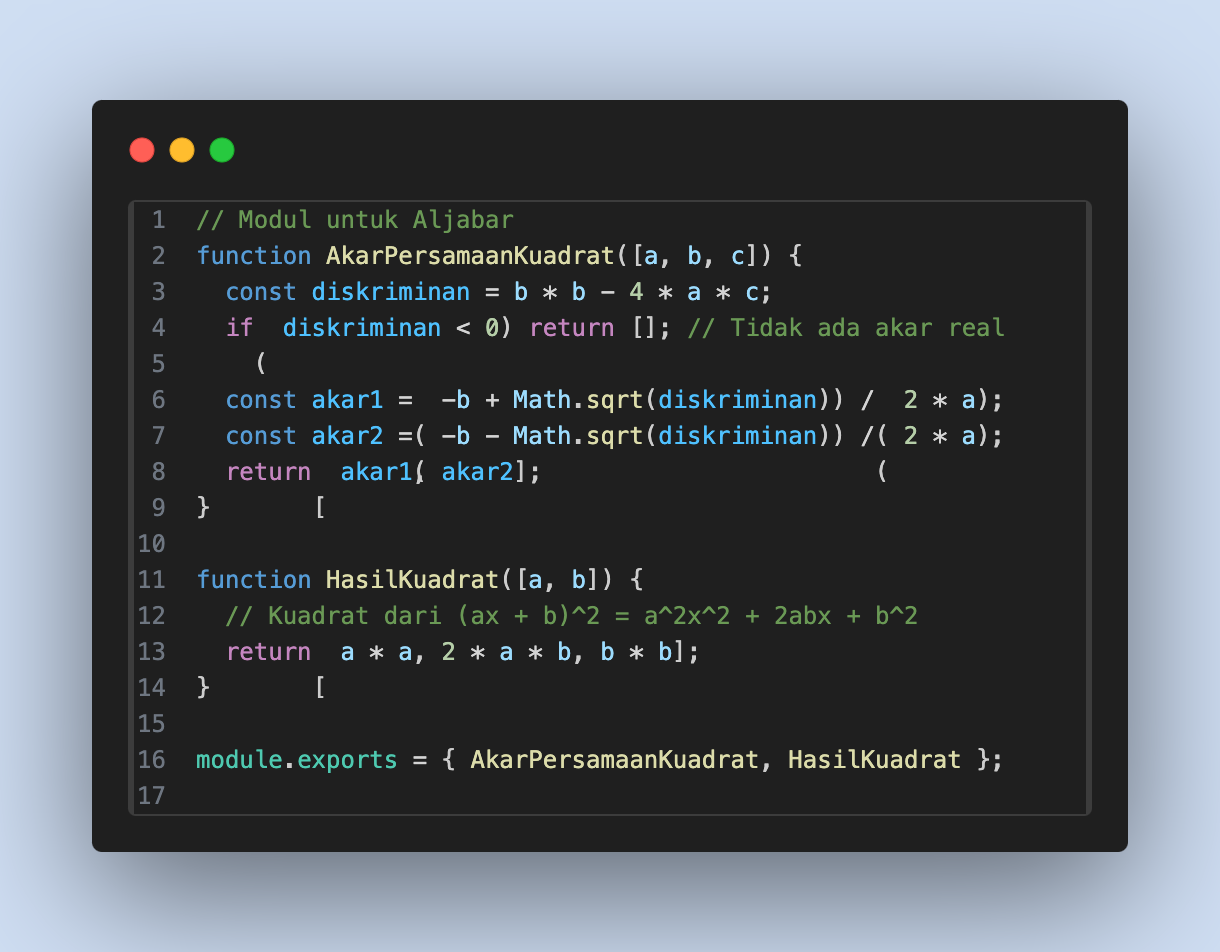 1 // Modul untuk Aljabar
2 function AkarPersamaanKuadrat([a, b, c]) {
3   const diskriminan = b * b - 4 * a * c;
4   if (diskriminan < 0) return []; // Tidak ada akar real
5
6   const akar1 = (-b + Math.sqrt(diskriminan)) / (2 * a);
7   const akar2 = (-b - Math.sqrt(diskriminan)) / (2 * a);
8   return [akar1, akar2];
9 }
10
11 function HasilKuadrat([a, b]) {
12   // Kuadrat dari (ax + b)^2 = a^2x^2 + 2abx + b^2
13   return [a * a, 2 * a * b, b * b];
14 }
15
16 module.exports = { AkarPersamaanKuadrat, HasilKuadrat };
17